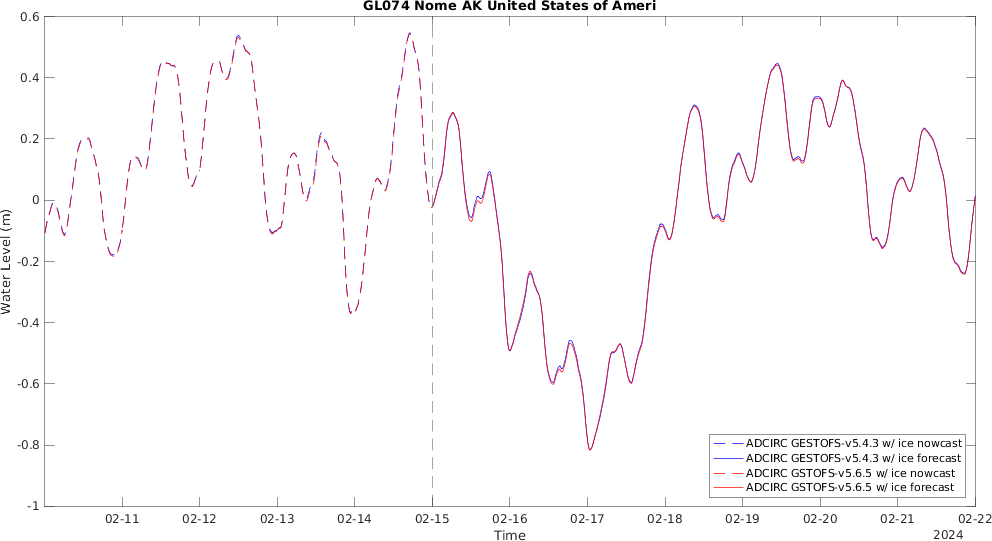 GL074 Nome AK United States of Ameri
0.6
0.4
0.2
0
-0.2
-0.4
-0.6
-0.8
-1
Water Level (m)
ADCIRC GESTOFS-v5.4.3 w/ ice nowcast
ADCIRC GESTOFS-v5.4.3 w/ ice forecast
ADCIRC GSTOFS-v5.6.5 w/ ice nowcast
ADCIRC GSTOFS-v5.6.5 w/ ice forecast
02-11 02-12 02-13 02-14 02-15 02-16 02-17 02-18 02-19 02-20 02-21 02-22
Time
2024